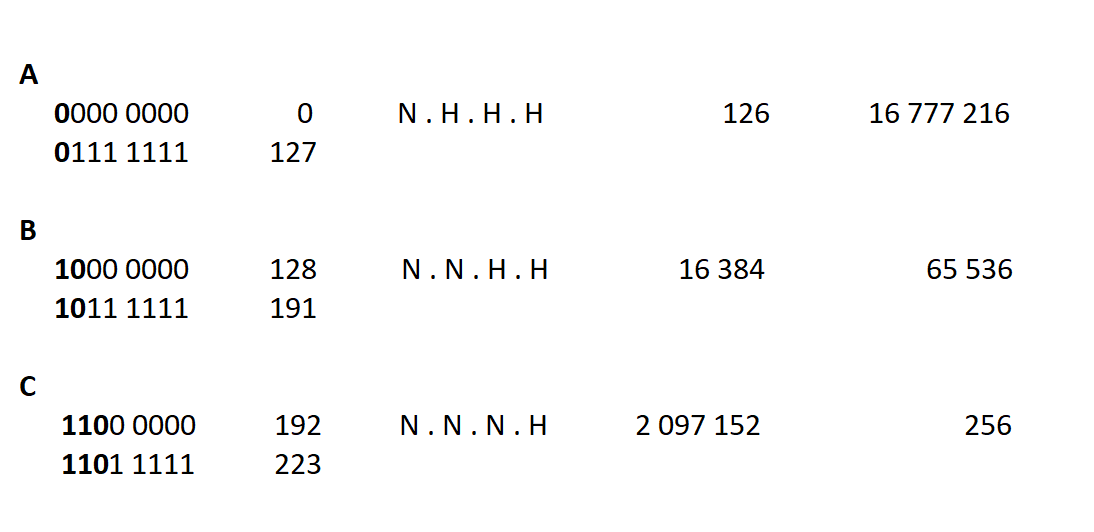 A
0000 0000 0 N . H . H . H 126 16 777 216
0111 1111 127
B
1000 0000 128 N . N . H . H 16 384 65 536
1011 1111 191
C
1100 0000 192 N . N . N . H 2 097 152 256
1101 1111 223